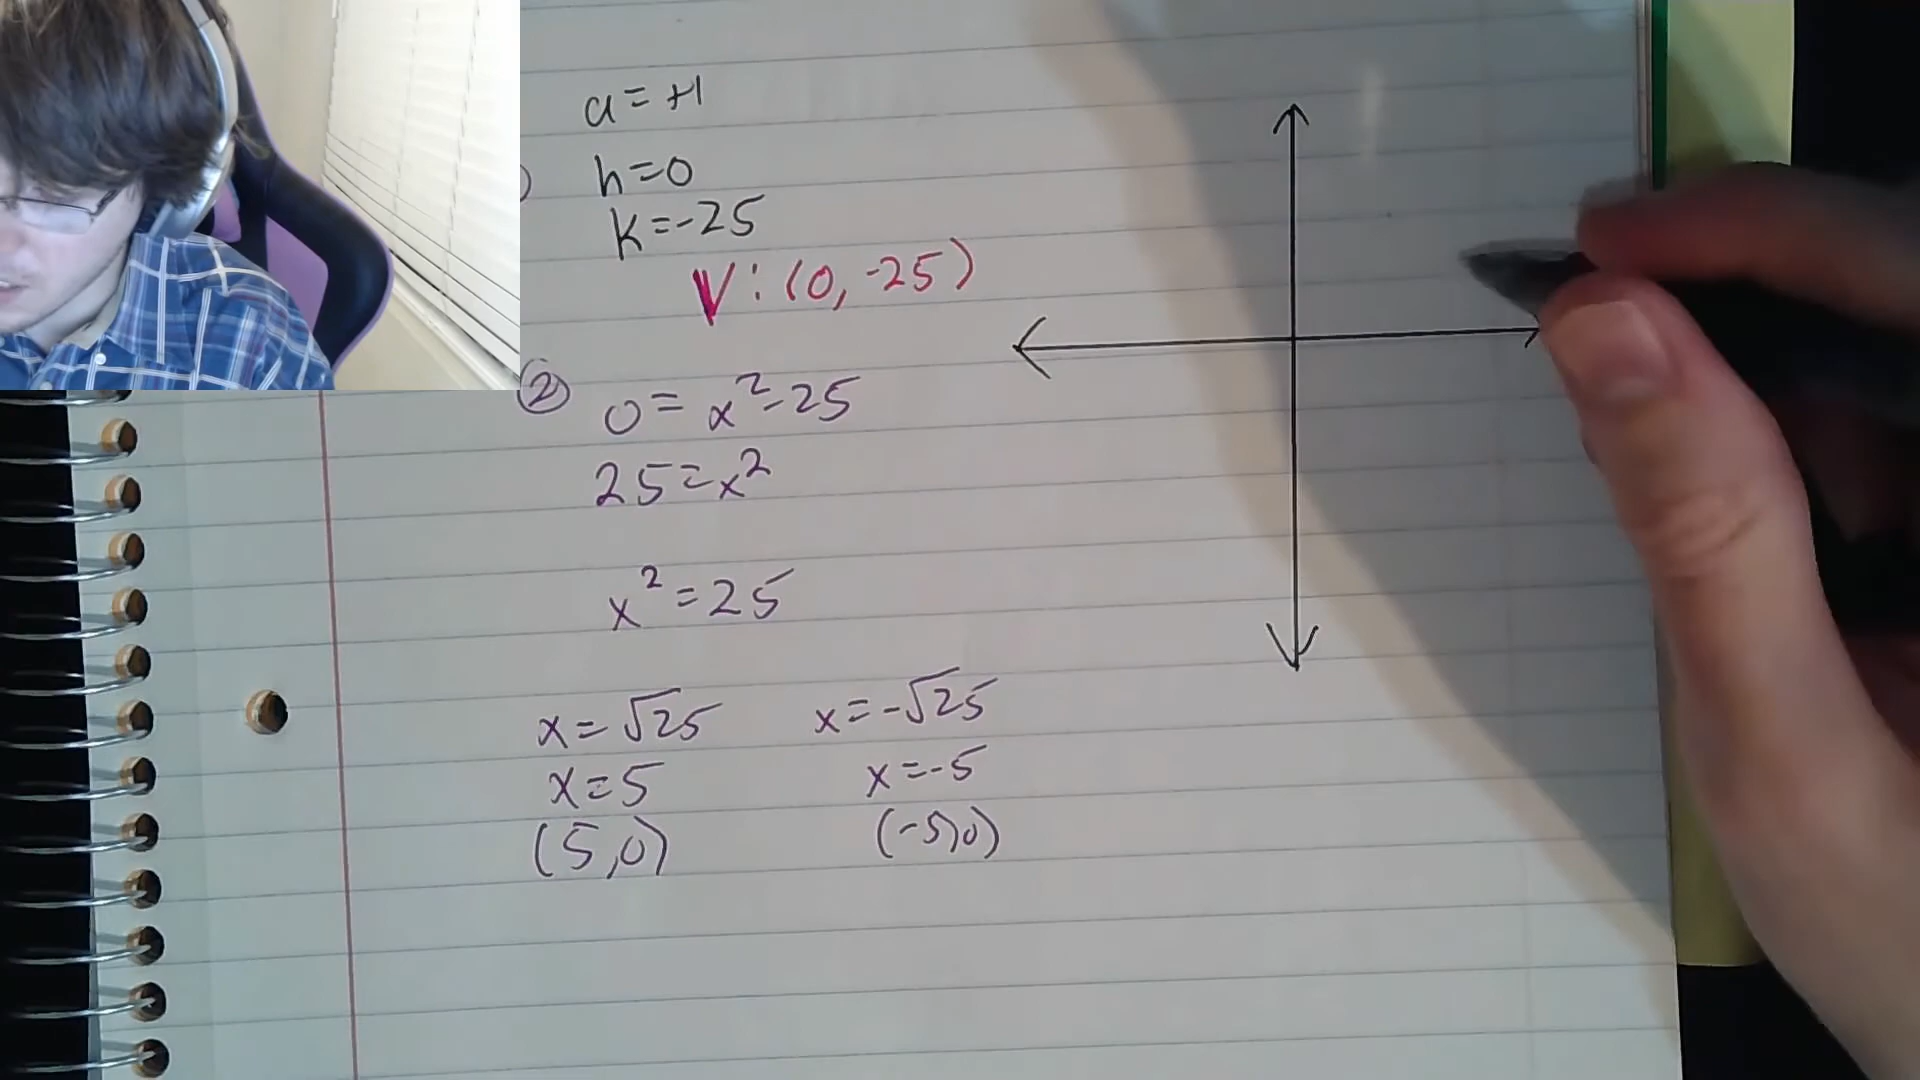 a = +1
h = 0
k = -25
V: (0, -25)
② 0 = x² - 25
25 = x²
x² = 25
x = √25 x = -√25
x = 5 x = -5
(5,0) (-5,0)